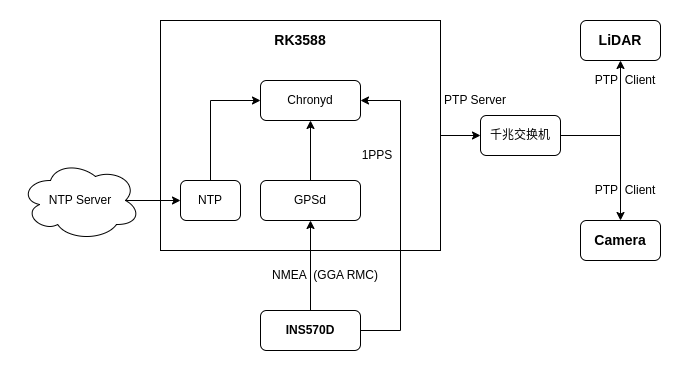 RK3588
LiDAR
PTP Client
Chronyd
PTP Server
千兆交换机
1PPS
NTP Server
NTP
GPSd
PTP Client
Camera
NMEA (GGA RMC)
INS570D